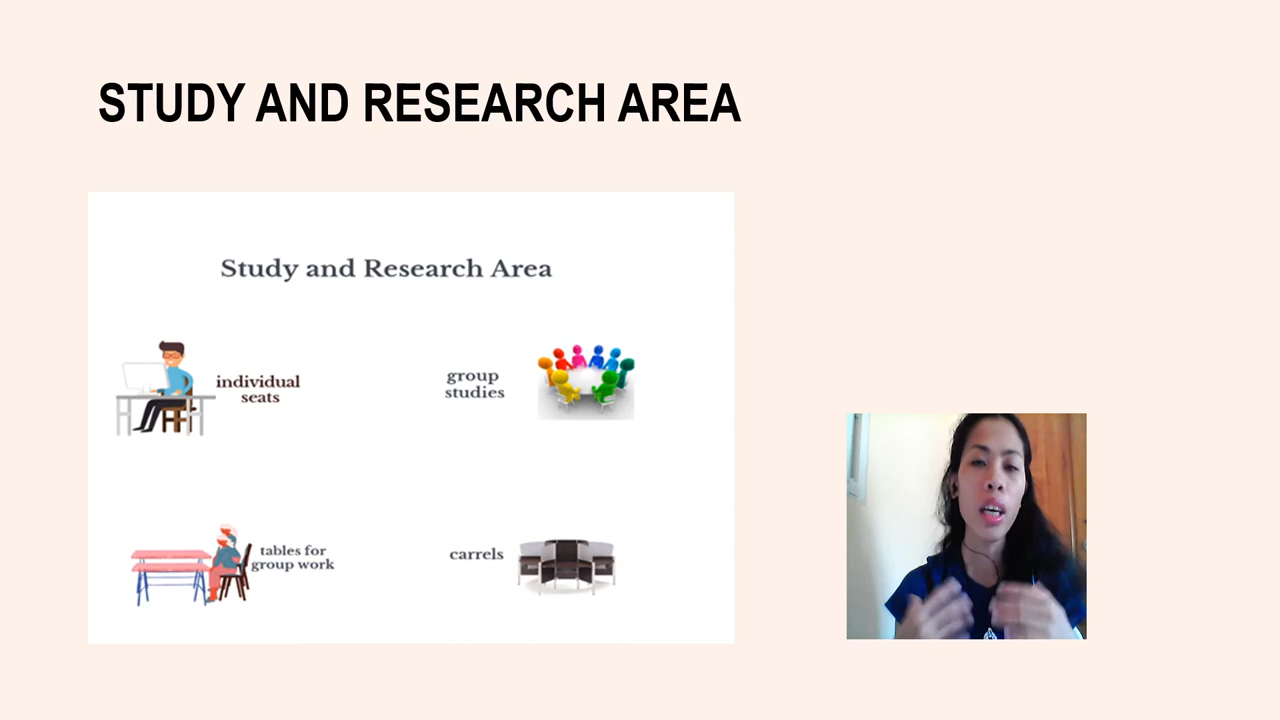 STUDY AND RESEARCH AREA
Study and Research Area
individual
seats
group
studies
tables for
group work
carrels